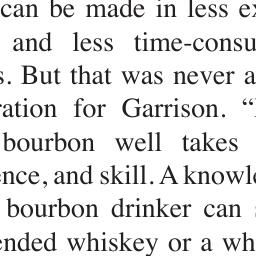 can be made in less ex
and less time-consu
s. But that was never a
ration for Garrison. “
bourbon well takes
ence, and skill. A knowle
bourbon drinker can
ended whiskey or a wh